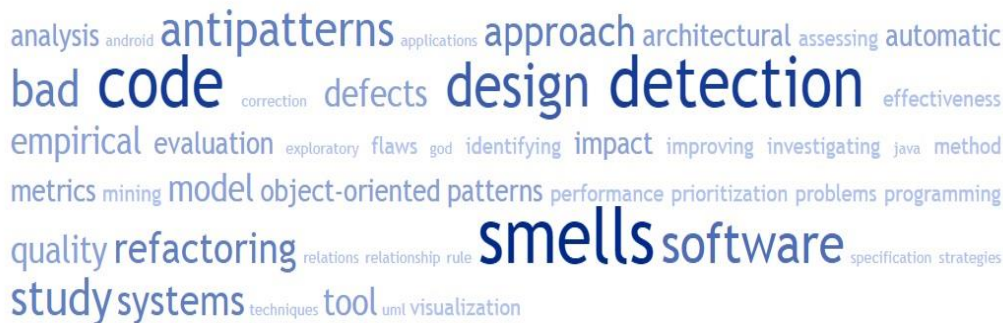 analysis android antipatterns applications approach architectural assessing automatic
bad code correction defects design detection effectiveness
empirical evaluation exploratory flaws god identifying impact improving investigating java method
metrics mining model object-oriented patterns performance prioritization problems programming
quality refactoring relations relationship rule smells software specification strategies
study systems techniques tool uml visualization